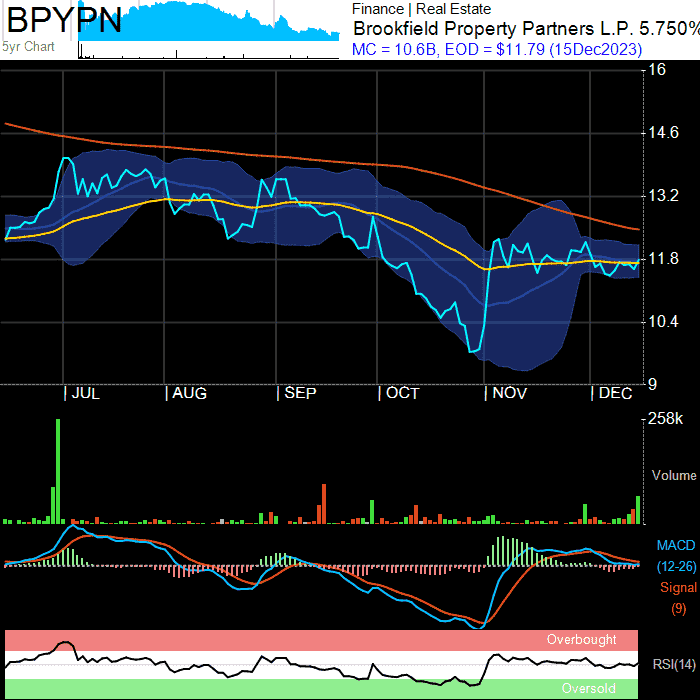 BPYPN
5yr Chart
Finance | Real Estate
Brookfield Property Partners L.P. 5.750%
MC = 10.6B, EOD = $11.79 (15Dec2023)
16
14.6
13.2
11.8
10.4
9
| JUL | AUG | SEP | OCT | NOV | DEC
258k
Volume
MACD
(12-26)
Signal
(9)
Overbought
RSI(14)
Oversold